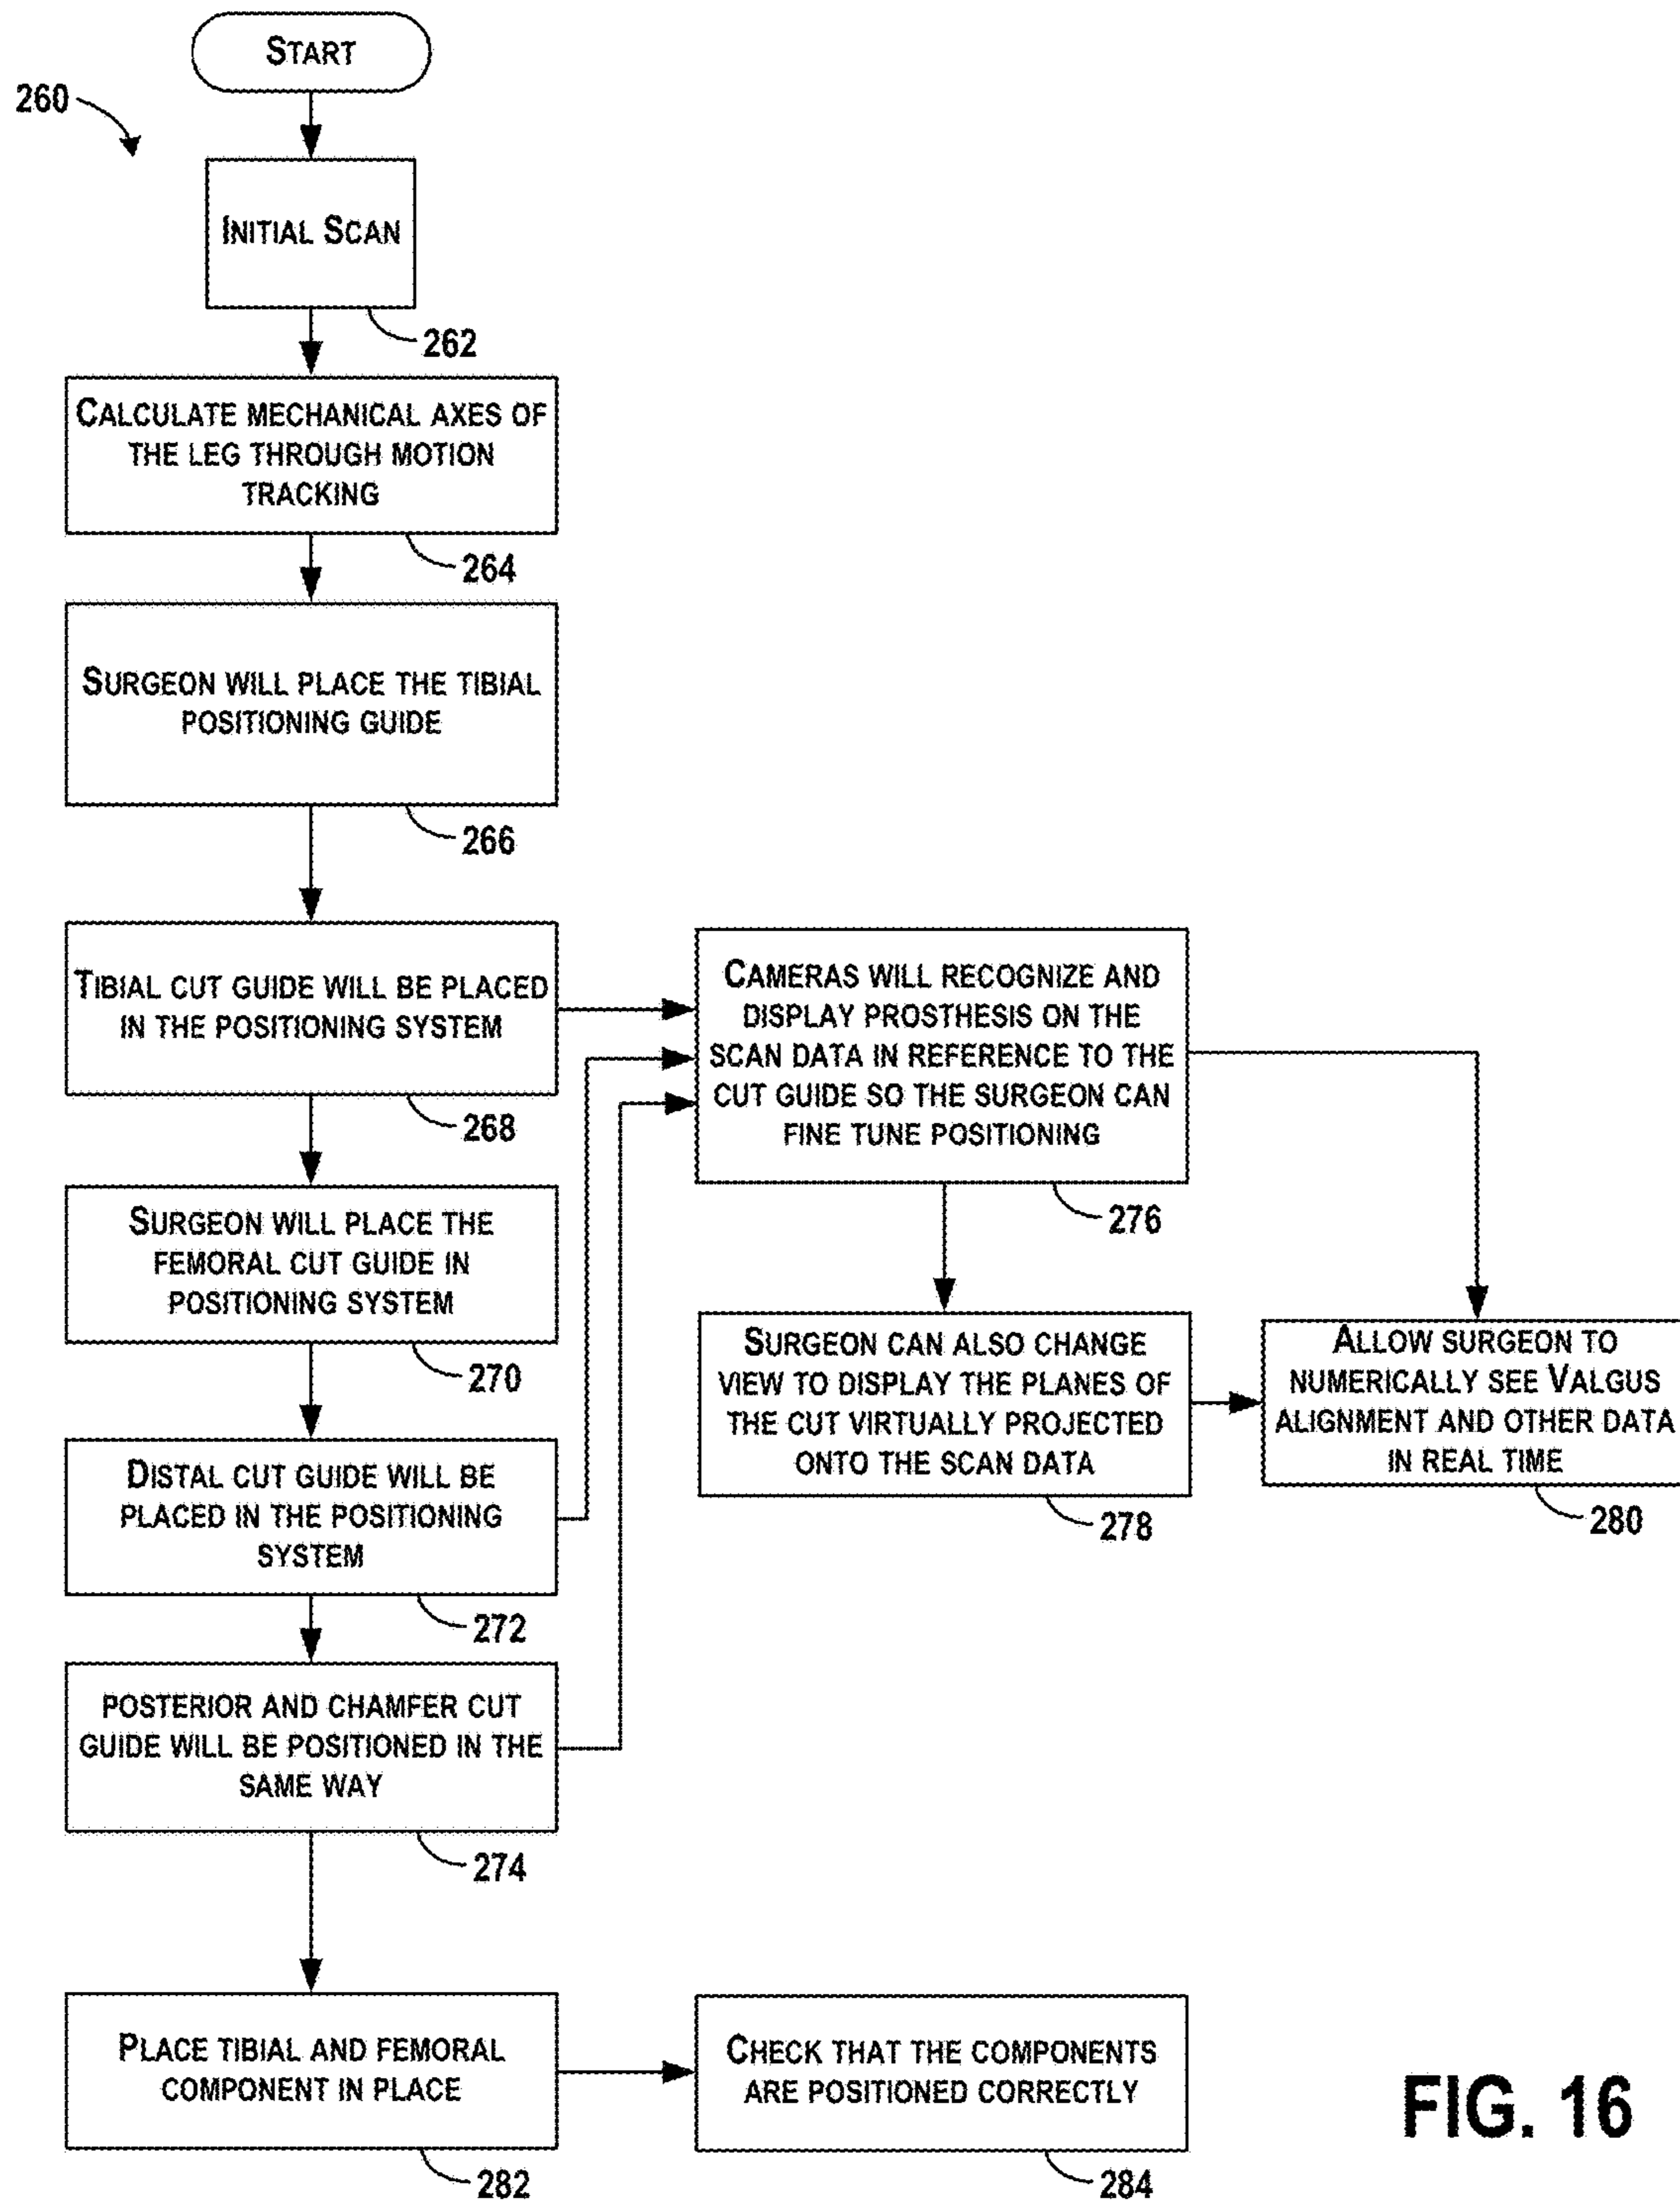 START
260
INITIAL SCAN
262
CALCULATE MECHANICAL AXES OF
THE LEG THROUGH MOTION
TRACKING
264
SURGEON WILL PLACE THE TIBIAL
POSITIONING GUIDE
266
TIBIAL CUT GUIDE WILL BE PLACED
IN THE POSITIONING SYSTEM
268
SURGEON WILL PLACE THE
FEMORAL CUT GUIDE IN
POSITIONING SYSTEM
270
DISTAL CUT GUIDE WILL BE
PLACED IN THE POSITIONING
SYSTEM
272
POSTERIOR AND CHAMFER CUT
GUIDE WILL BE POSITIONED IN THE
SAME WAY
274
CAMERAS WILL RECOGNIZE AND
DISPLAY PROSTHESIS ON THE
SCAN DATA IN REFERENCE TO THE
CUT GUIDE SO THE SURGEON CAN
FINE TUNE POSITIONING
276
SURGEON CAN ALSO CHANGE
VIEW TO DISPLAY THE PLANES OF
THE CUT VIRTUALLY PROJECTED
ONTO THE SCAN DATA
278
ALLOW SURGEON TO
NUMERICALLY SEE VALGUS
ALIGNMENT AND OTHER DATA
IN REAL TIME
280
PLACE TIBIAL AND FEMORAL
COMPONENT IN PLACE
282
CHECK THAT THE COMPONENTS
ARE POSITIONED CORRECTLY
284
FIG. 16